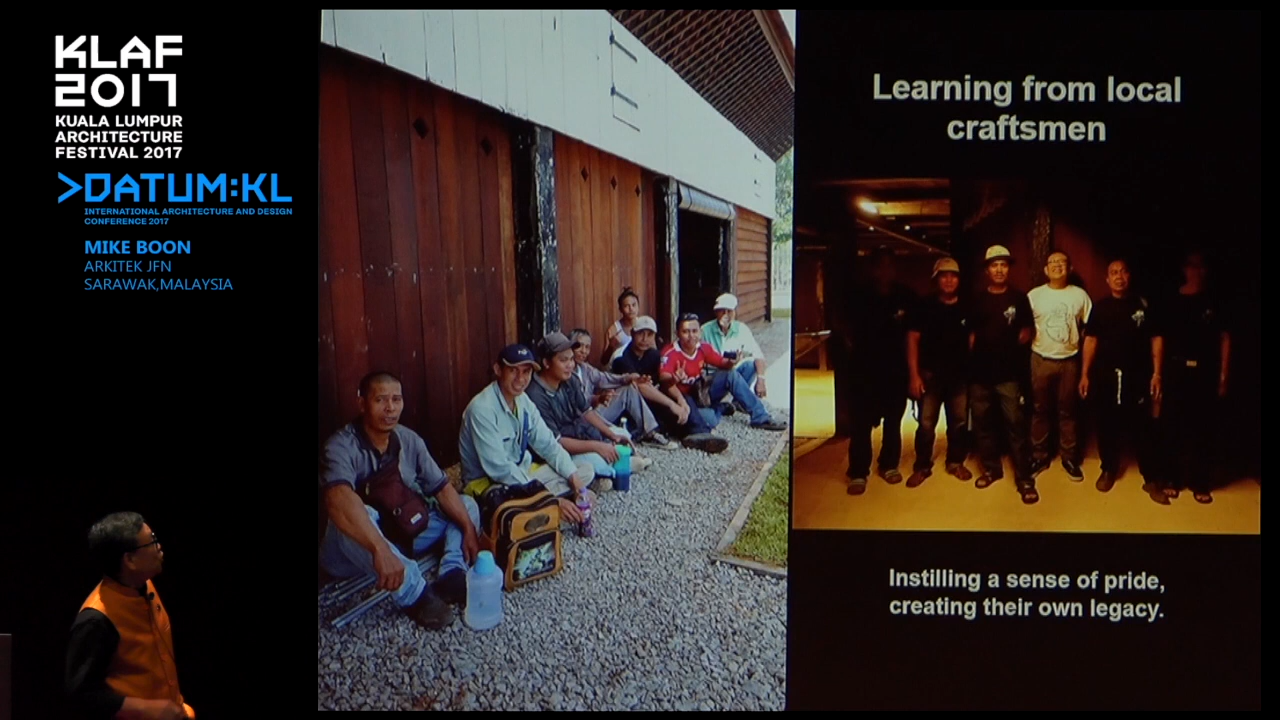 KLAF
2017
KUALA LUMPUR
ARCHITECTURE
FESTIVAL 2017
>DATUM:KL
INTERNATIONAL ARCHITECTURE AND DESIGN
CONFERENCE 2017
MIKE BOON
ARKITEK JFN
SARAWAK,MALAYSIA
Learning from local
craftsmen
Instilling a sense of pride,
creating their own legacy.